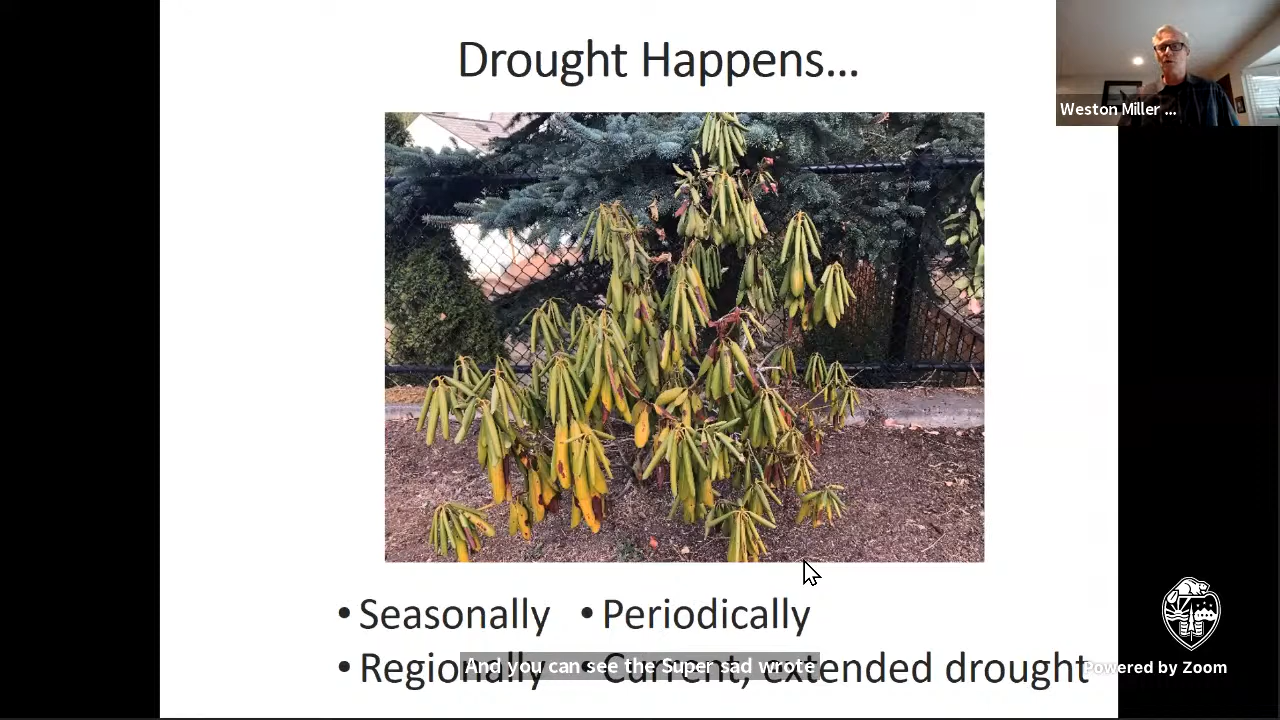 Drought Happens...
Weston Miller ...
• Seasonally • Periodically
• Regionally • Current, extended drought
And you can see the Super sad wrote
Powered by Zoom